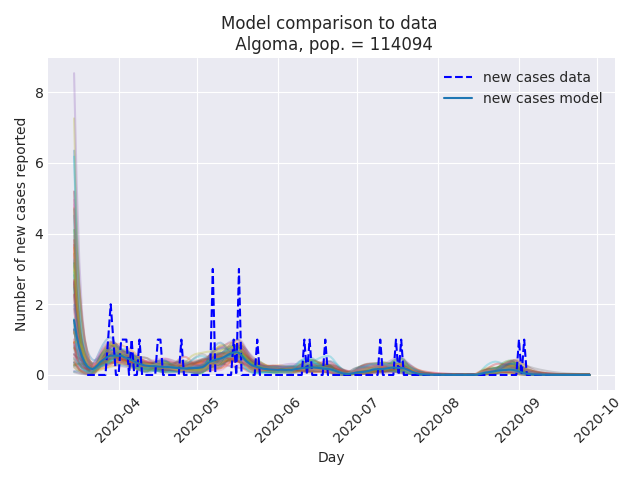 Model comparison to data
Algoma, pop. = 114094
new cases data
new cases model
Number of new cases reported
8
6
4
2
0
2020-04
2020-05
2020-06
2020-07
2020-08
2020-09
2020-10
Day